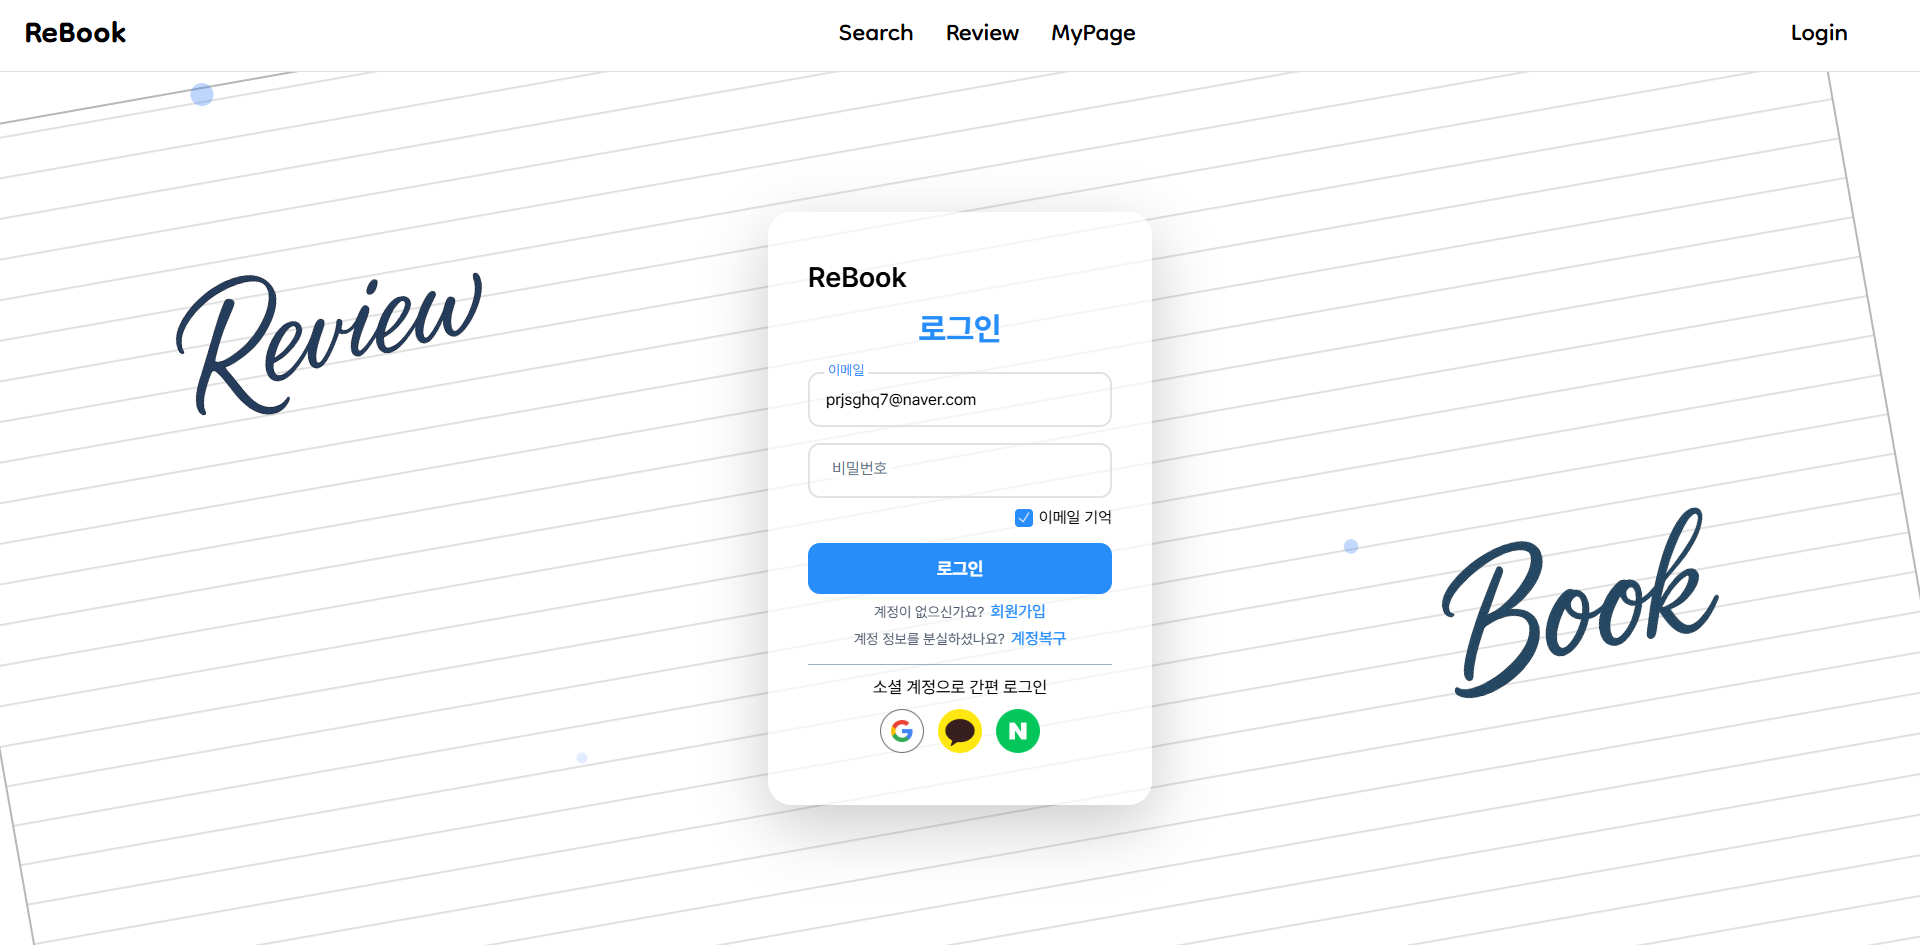 ReBook
Search Review MyPage
Login
Review
Book
ReBook
로그인
이메일
prjsghq7@naver.com
비밀번호
이메일 기억
로그인
계정이 없으신가요? 회원가입
계정 정보를 분실하셨나요? 계정복구
소셜 계정으로 간편 로그인
G
N